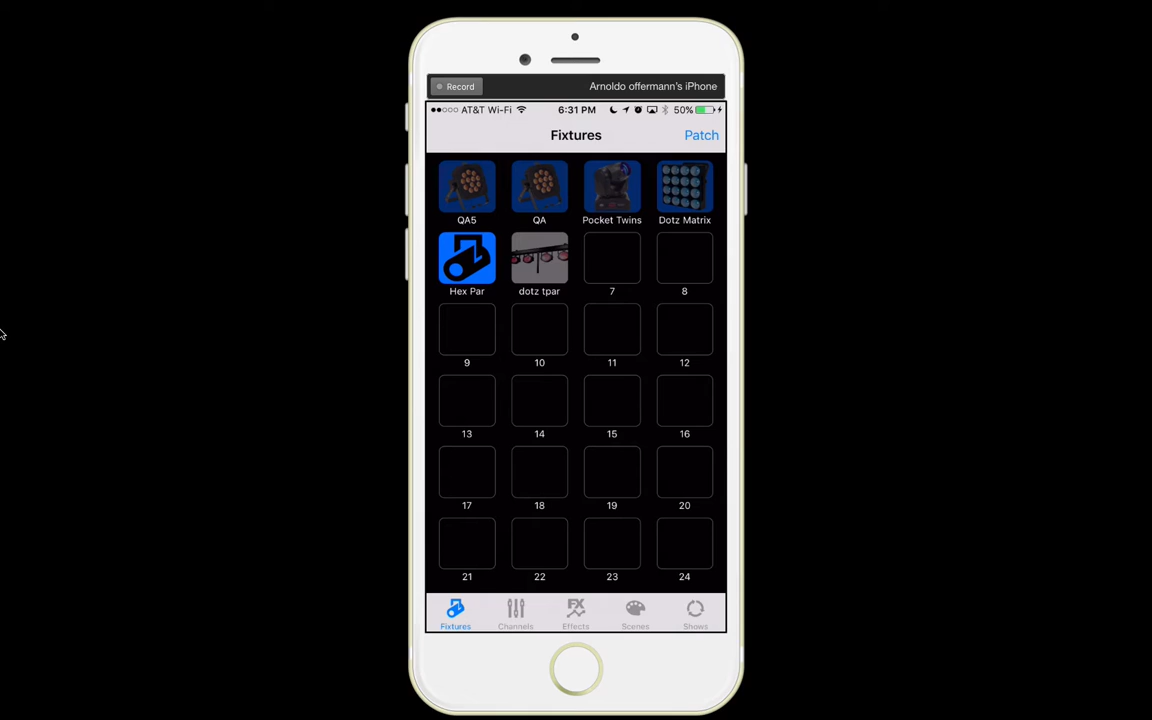 Record
Arnoldo offermann's iPhone
AT&T Wi-Fi 6:31 PM 50%
Fixtures
Patch
QA5 QA Pocket Twins Dotz Matrix
Hex Par dotz tpar 7 8
9 10 11 12
13 14 15 16
17 18 19 20
21 22 23 24
FX
Fixtures Channels Effects Scenes Shows